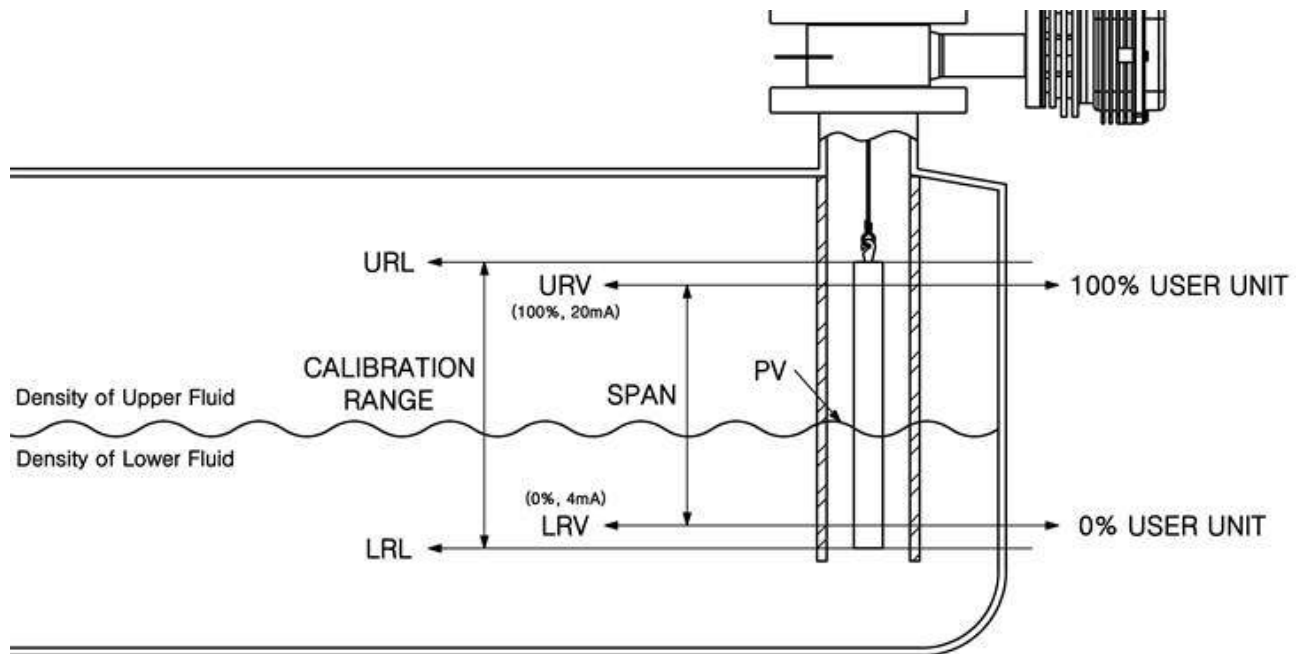 URL
URV
(100%, 20mA)
100% USER UNIT
CALIBRATION
RANGE
PV
SPAN
Density of Upper Fluid
Density of Lower Fluid
(0%, 4mA)
LRV
0% USER UNIT
LRL